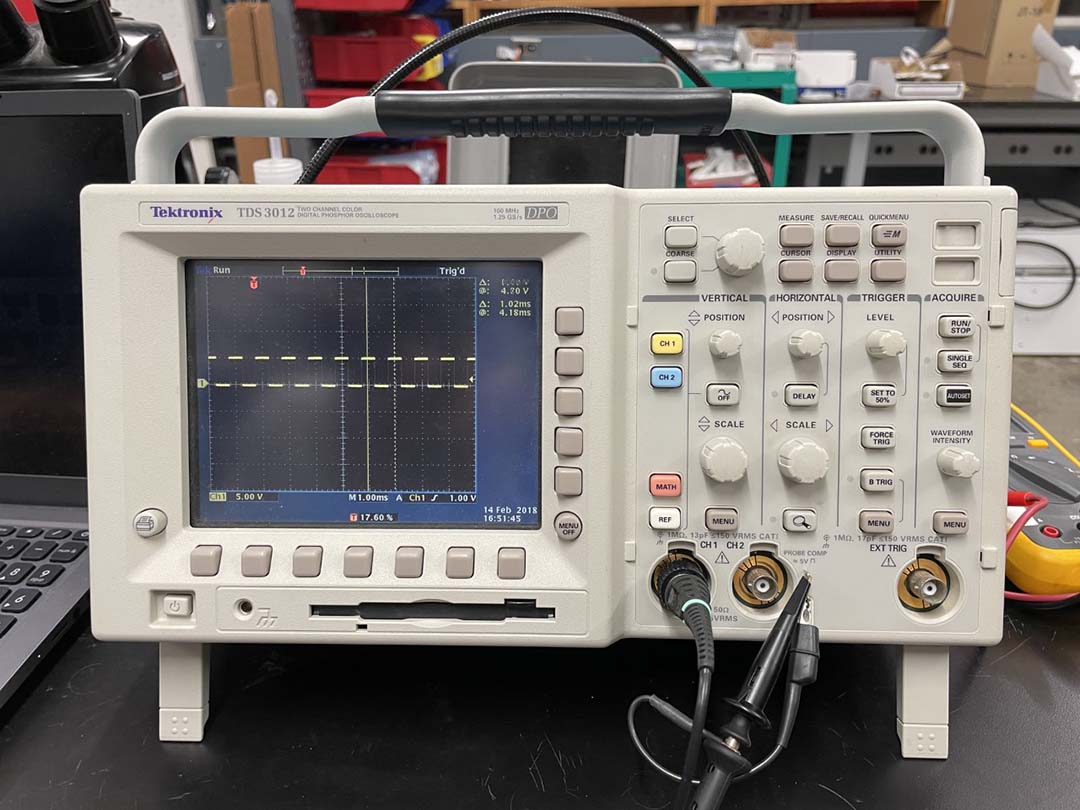 Tektronix TDS 3012 TWO CHANNEL COLOR DIGITAL PHOSPHOR OSCILLOSCOPE
100 MHz 1.25 GS/s DPO
Tek Run Trig'd
Δ: 
@: 4.20 V
Δ: 1.02ms
@: 4.18ms
1
Ch1 5.00 V M 1.00ms A Ch1 1.00 V
14 Feb 2018
T 17.60 % 16:51:45
MENU OFF
SELECT
COARSE
MEASURE SAVE/RECALL QUICKMENU
M
CURSOR DISPLAY UTILITY
VERTICAL HORIZONTAL TRIGGER ACQUIRE
POSITION POSITION LEVEL
RUN/STOP
CH 1
SINGLE SEQ
CH 2
OFF DELAY SET TO 50% AUTOSET
SCALE SCALE
FORCE TRIG
WAVEFORM INTENSITY
MATH B TRIG
REF MENU MENU MENU
1MΩ, 13pF ≤150 VRMS CAT I 1MΩ, 17pF ≤150 VRMS CAT I
CH 1 CH 2 PROBE COMP ≈ 5V EXT TRIG
50Ω
VRMS